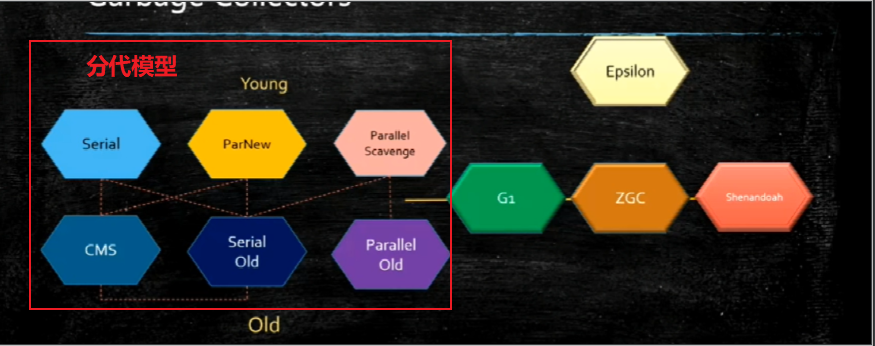 Garbage Collectors
分代模型
Young
Epsilon
Serial
ParNew
Parallel
Scavenge
G1
ZGC
Shenandoah
CMS
Serial
Old
Parallel
Old
Old